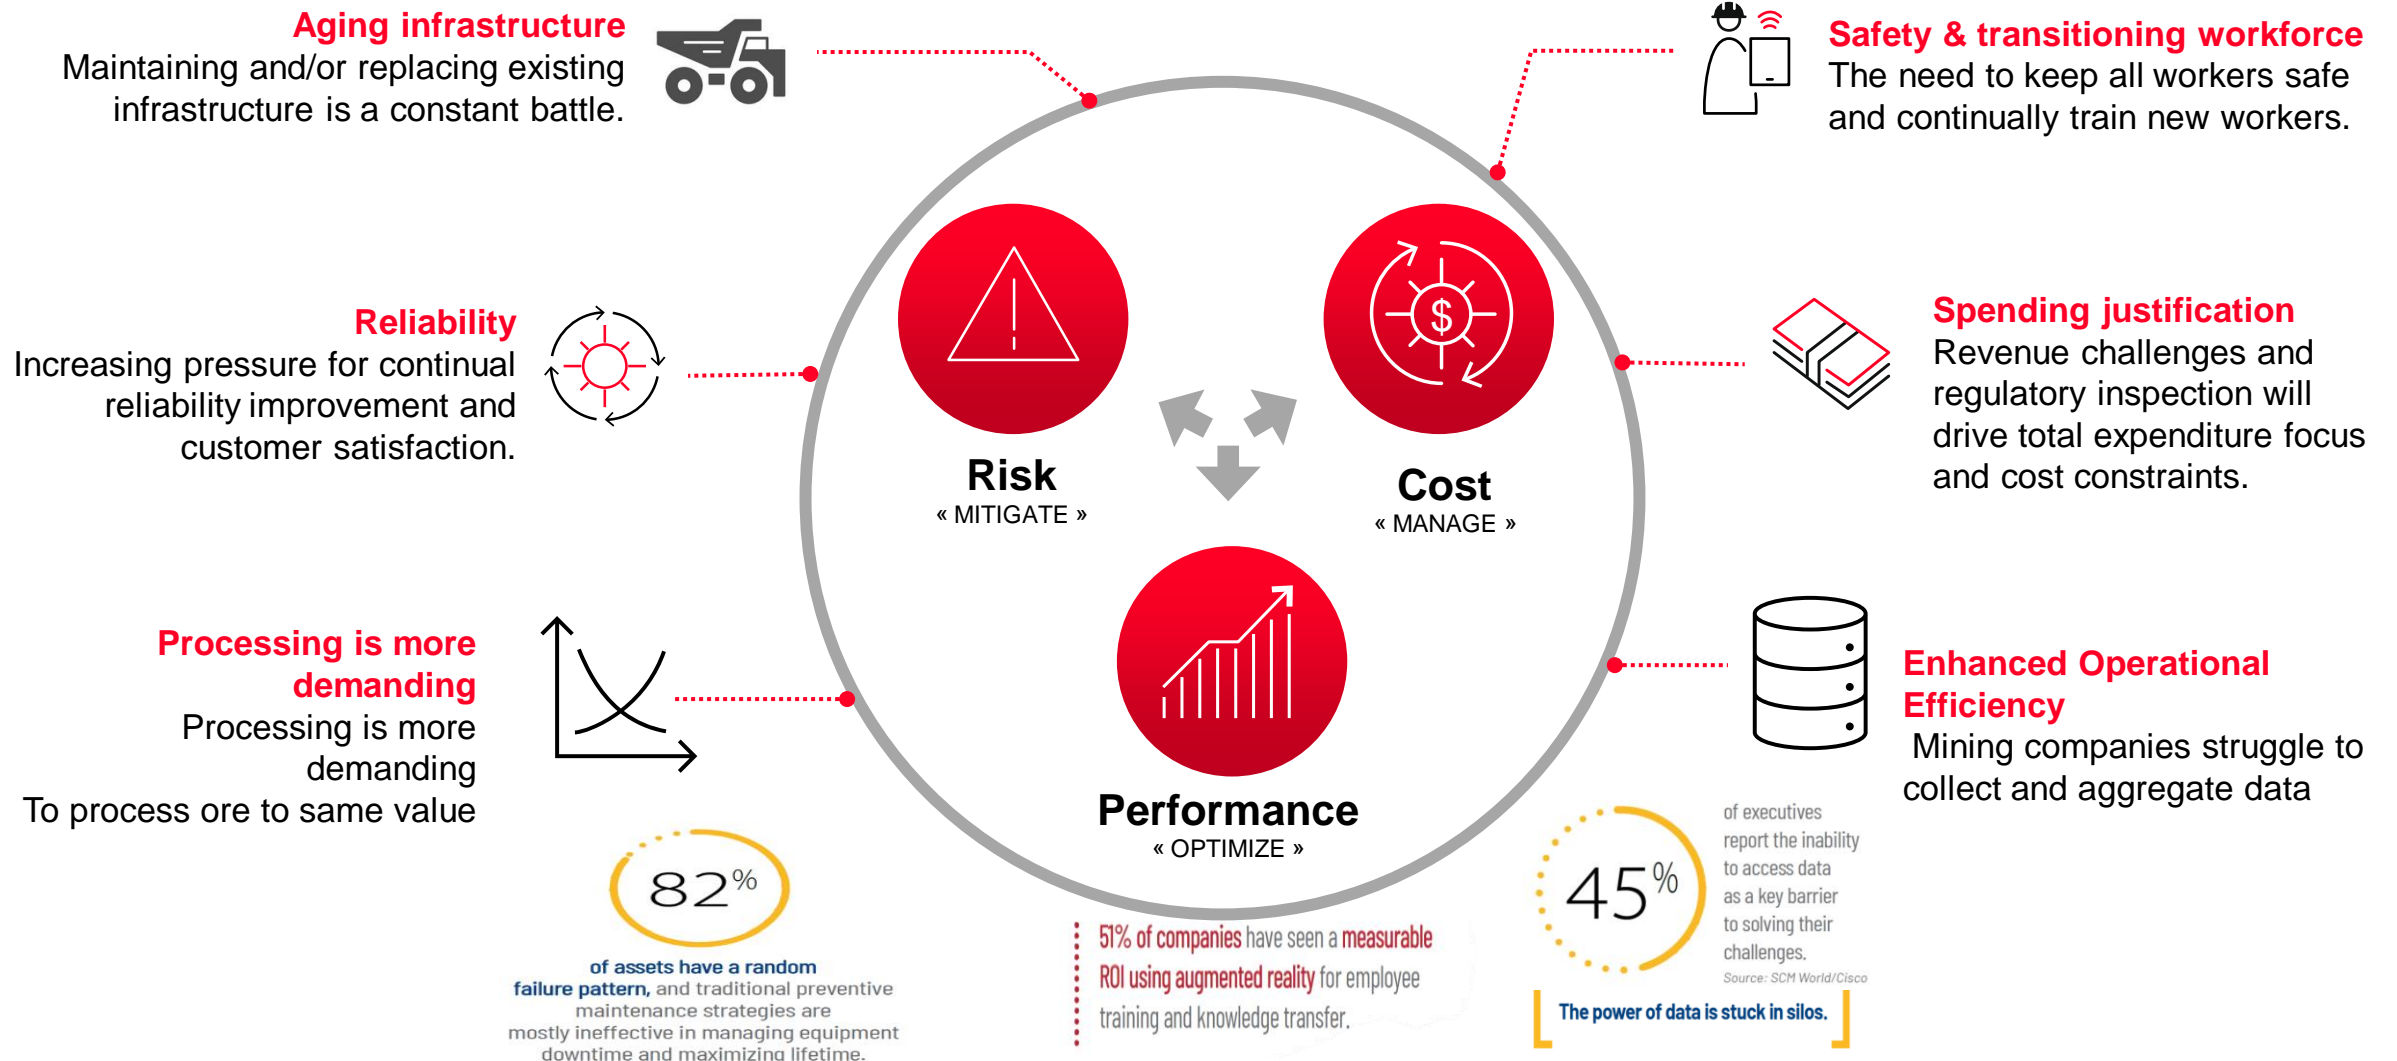 Aging infrastructure
Maintaining and/or replacing existing
infrastructure is a constant battle.
Safety & transitioning workforce
The need to keep all workers safe
and continually train new workers.
Reliability
Increasing pressure for continual
reliability improvement and
customer satisfaction.
$
Spending justification
Revenue challenges and
regulatory inspection will
drive total expenditure focus
and cost constraints.
Risk
« MITIGATE »
Cost
« MANAGE »
Processing is more
demanding
Processing is more
demanding
To process ore to same value
Enhanced Operational
Efficiency
Mining companies struggle to
collect and aggregate data
Performance
« OPTIMIZE »
82%
of assets have a random
failure pattern, and traditional preventive
maintenance strategies are
mostly ineffective in managing equipment
downtime and maximizing lifetime.
51% of companies have seen a measurable
ROI using augmented reality for employee
training and knowledge transfer.
45%
of executives
report the inability
to access data
as a key barrier
to solving their
challenges.
Source: SCM World/Cisco
The power of data is stuck in silos.